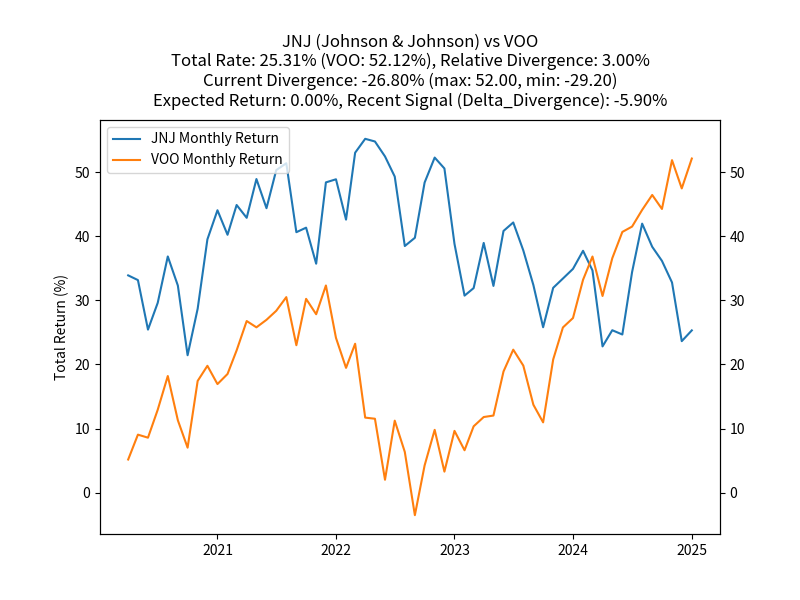 JNJ (Johnson & Johnson) vs VOO
Total Rate: 25.31% (VOO: 52.12%), Relative Divergence: 3.00%
Current Divergence: -26.80% (max: 52.00, min: -29.20)
Expected Return: 0.00%, Recent Signal (Delta_Divergence): -5.90%
JNJ Monthly Return
VOO Monthly Return
Total Return (%)
50
40
30
20
10
0
50
40
30
20
10
0
2021 2022 2023 2024 2025